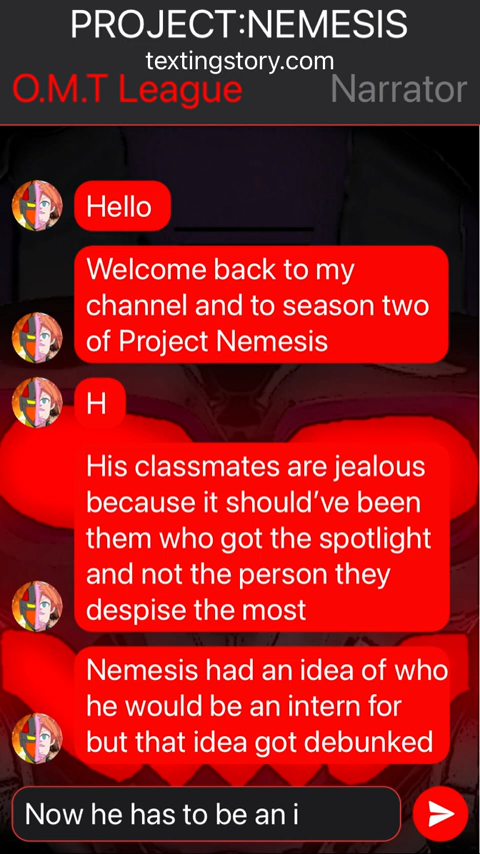 PROJECT:NEMESIS
textingstory.com
O.M.T League
Narrator
Hello
Welcome back to my
channel and to season two
of Project Nemesis
H
His classmates are jealous
because it should’ve been
them who got the spotlight
and not the person they
despise the most
Nemesis had an idea of who
he would be an intern for
but that idea got debunked
Now he has to be an i